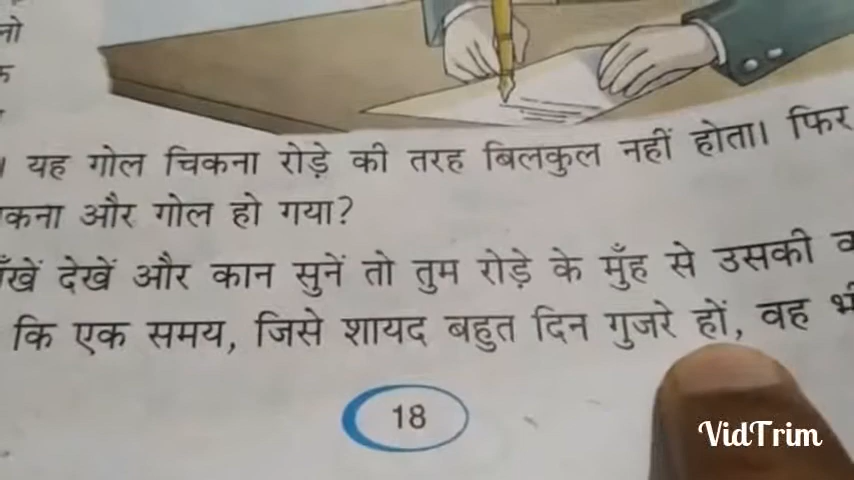 नो
। यह गोल चिकना रोड़े की तरह बिलकुल नहीं होता। फिर
कना और गोल हो गया?
ँखें देखें और कान सुनें तो तुम रोड़े के मुँह से उसकी
कि एक समय, जिसे शायद बहुत दिन गुजरे हों, वह
18
VidTrim